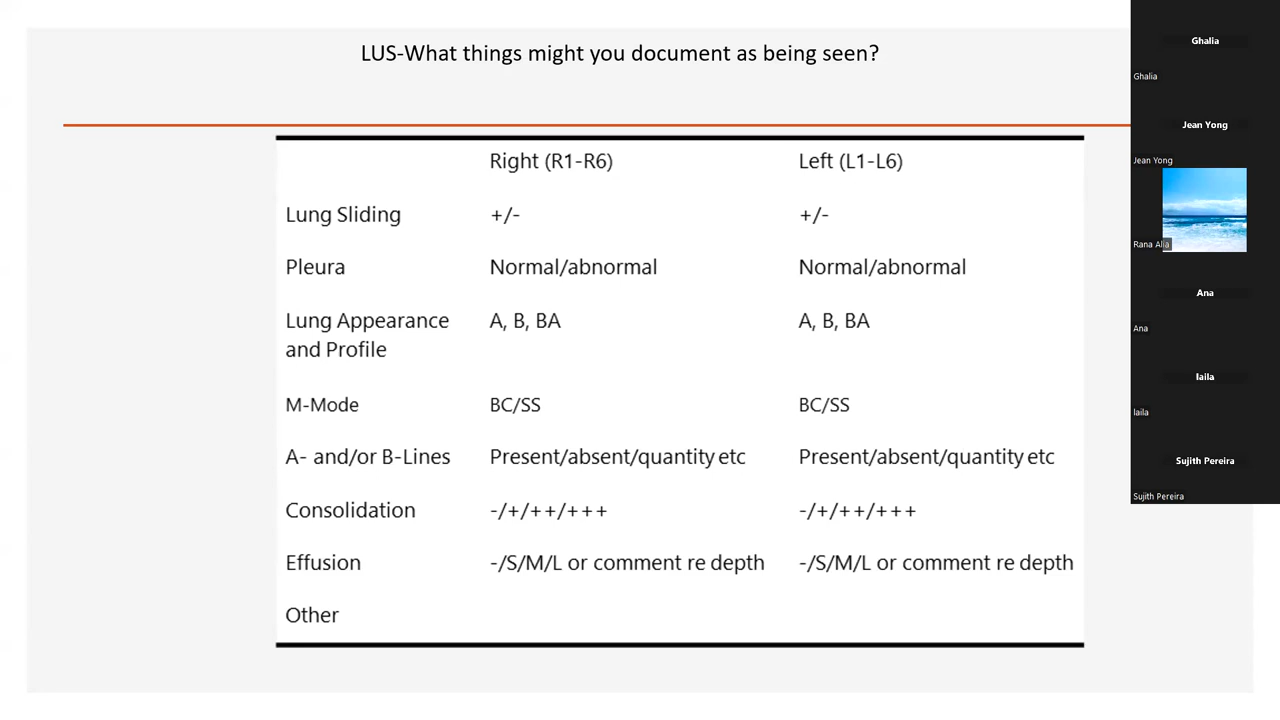 LUS-What things might you document as being seen?
Right (R1-R6) Left (L1-L6)
Lung Sliding +/- +/-
Pleura Normal/abnormal Normal/abnormal
Lung Appearance A, B, BA A, B, BA
and Profile
M-Mode BC/SS BC/SS
A- and/or B-Lines Present/absent/quantity etc Present/absent/quantity etc
Consolidation -/+/++/+++ -/+/++/+++
Effusion -/S/M/L or comment re depth -/S/M/L or comment re depth
Other
Ghalia
Ghalia
Jean Yong
Jean Yong
Rana Alia
Ana
Ana
laila
laila
Sujith Pereira
Sujith Pereira